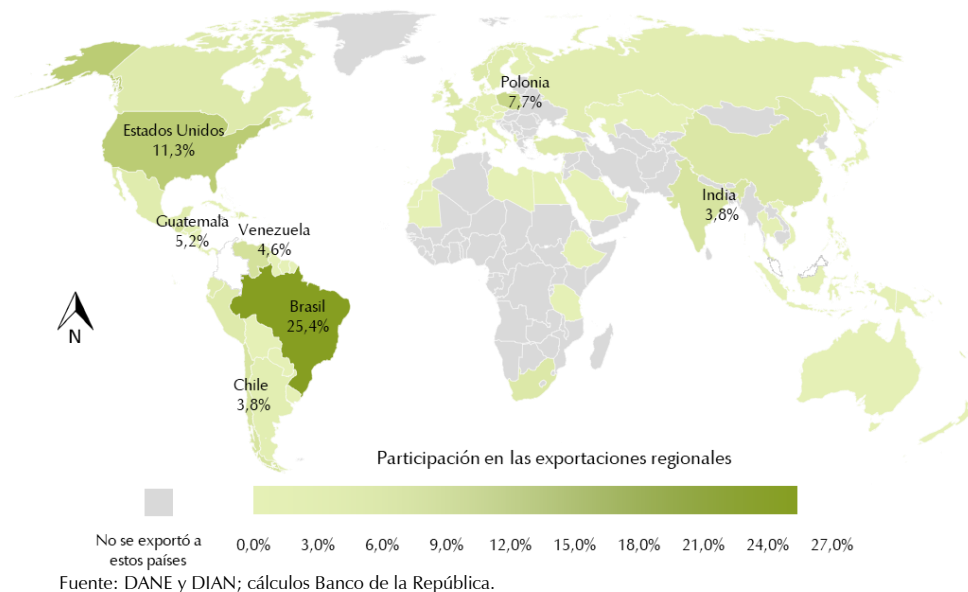 Polonia
7,7%
Estados Unidos
11,3%
India
3,8%
Guatemala
5,2%
Venezuela
4,6%
Brasil
25,4%
N
Chile
3,8%
Participación en las exportaciones regionales
No se exportó a
estos países
0,0% 3,0% 6,0% 9,0% 12,0% 15,0% 18,0% 21,0% 24,0% 27,0%
Fuente: DANE y DIAN; cálculos Banco de la República.